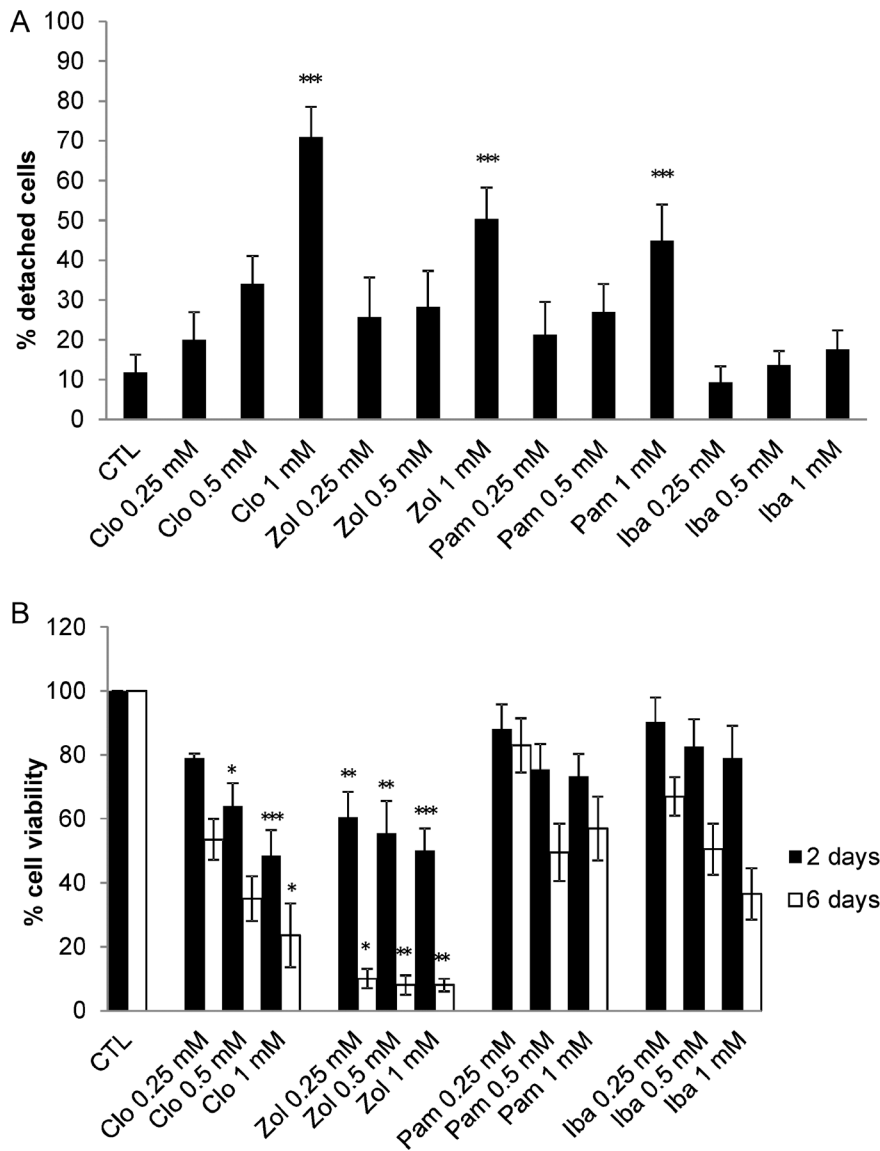 A
100
90
80
70
60
50
40
30
20
10
0
% detached cells
***
***
***
CTL
Clo 0.25 mM
Clo 0.5 mM
Clo 1 mM
Zol 0.25 mM
Zol 0.5 mM
Zol 1 mM
Pam 0.25 mM
Pam 0.5 mM
Pam 1 mM
Iba 0.25 mM
Iba 0.5 mM
Iba 1 mM
B
120
100
80
60
40
20
0
% cell viability
*
***
*
**
*
**
**
***
**
2 days
6 days
CTL
Clo 0.25 mM
Clo 0.5 mM
Clo 1 mM
Zol 0.25 mM
Zol 0.5 mM
Zol 1 mM
Pam 0.25 mM
Pam 0.5 mM
Pam 1 mM
Iba 0.25 mM
Iba 0.5 mM
Iba 1 mM